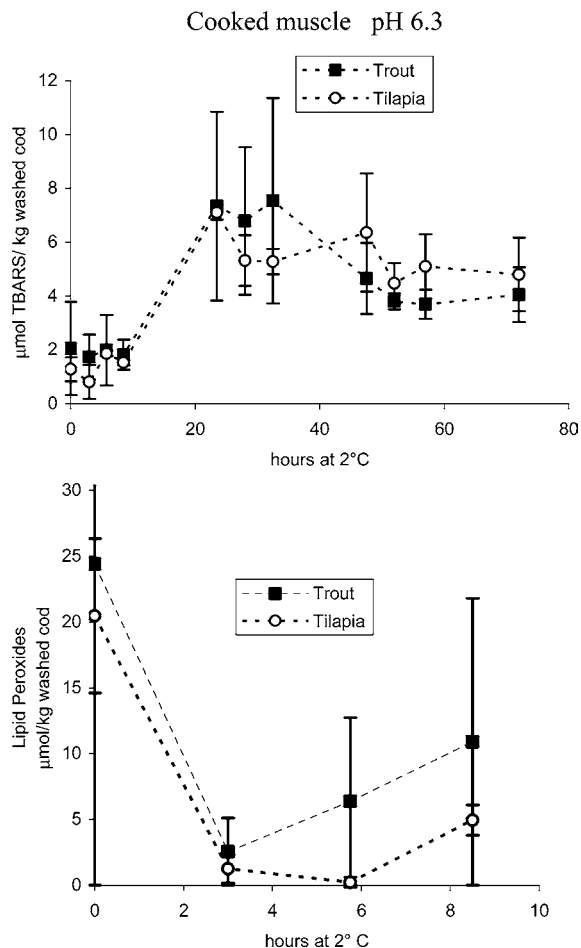 Cooked muscle pH 6.3
Trout
Tilapia
12
10
8
6
4
2
0
μmol TBARS/ kg washed cod
0 20 40 60 80
hours at 2°C
30
25
20
15
10
5
0
Lipid Peroxides
μmol/kg washed cod
Trout
Tilapia
0 2 4 6 8 10
hours at 2° C